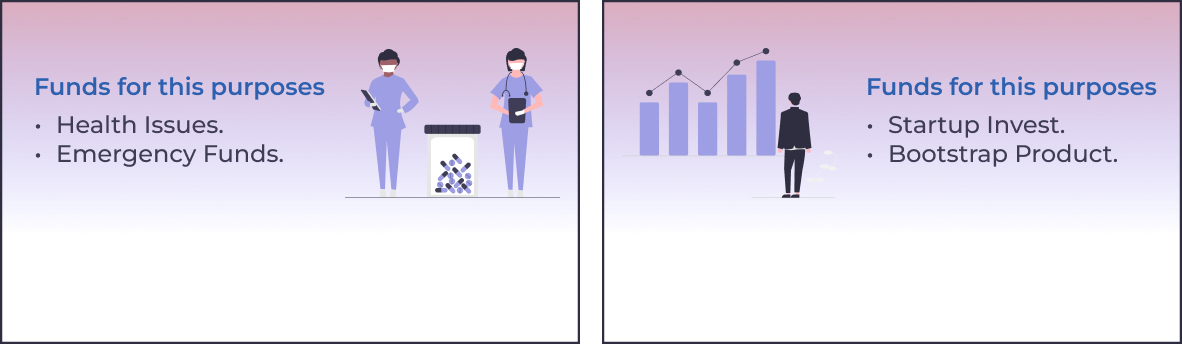 Funds for this purposes
• Health Issues.
• Emergency Funds.
Funds for this purposes
• Startup Invest.
• Bootstrap Product.